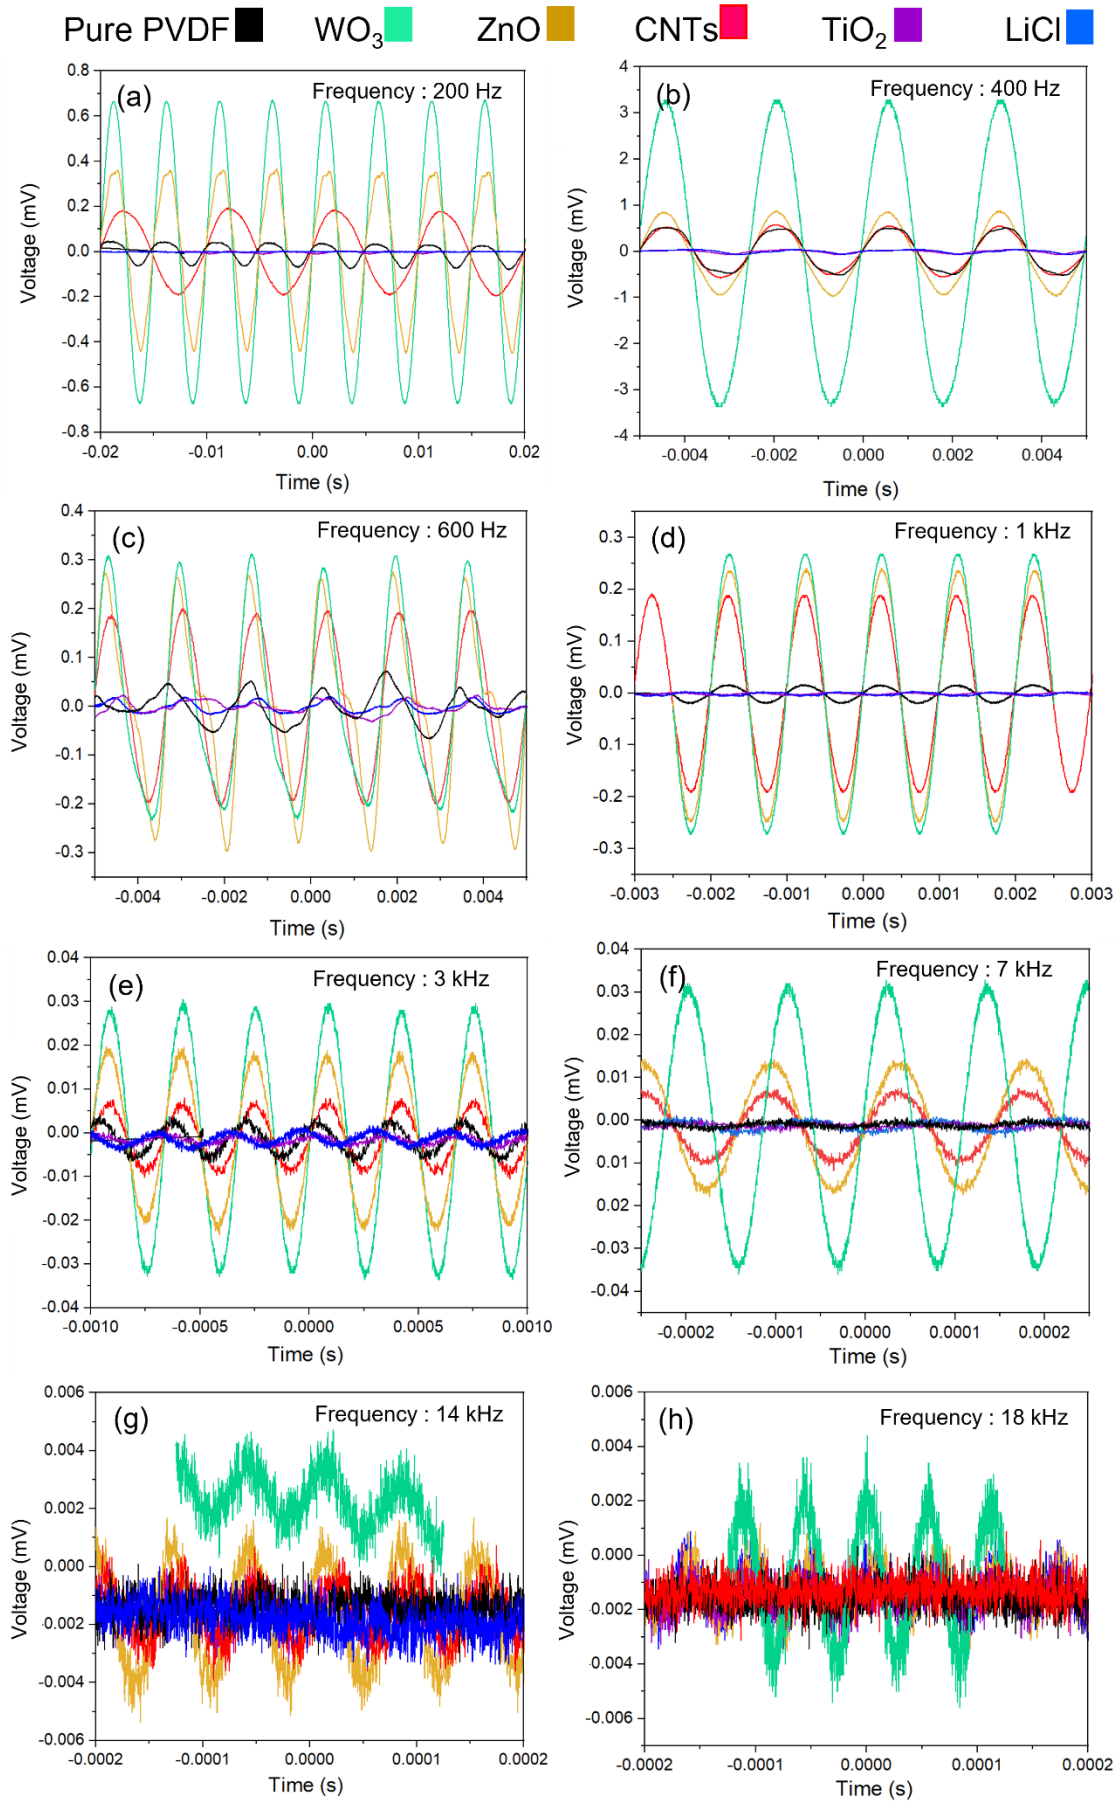 Pure PVDF WO3 ZnO CNTs TiO2 LiCl
(a) Frequency : 200 Hz
0.8
0.6
0.4
0.2
0.0
-0.2
-0.4
-0.6
-0.8
Voltage (mV)
-0.02 -0.01 0.00 0.01 0.02
Time (s)
(b) Frequency : 400 Hz
4
3
2
1
0
-1
-2
-3
-4
Voltage (mV)
-0.004 -0.002 0.000 0.002 0.004
Time (s)
(c) Frequency : 600 Hz
0.4
0.3
0.2
0.1
0.0
-0.1
-0.2
-0.3
Voltage (mV)
-0.004 -0.002 0.000 0.002 0.004
Time (s)
(d) Frequency : 1 kHz
0.3
0.2
0.1
0.0
0.1
-0.2
-0.3
Voltage (mV)
-0.003 -0.002 -0.001 0.000 0.001 0.002 0.003
Time (s)
(e) Frequency : 3 kHz
0.04
0.03
0.02
0.01
0.00
-0.01
-0.02
-0.03
-0.04
Voltage (mV)
-0.0010 -0.0005 0.0000 0.0005 0.0010
Time (s)
(f) Frequency : 7 kHz
0.04
0.03
0.02
0.01
0.00
0.01
-0.02
-0.03
-0.04
Voltage (mV)
-0.0002 -0.0001 0.0000 0.0001 0.0002
Time (s)
(g) Frequency : 14 kHz
0.006
0.004
0.002
0.000
-0.002
-0.004
-0.006
Voltage (mV)
-0.0002 -0.0001 0.0000 0.0001 0.0002
Time (s)
(h) Frequency : 18 kHz
0.006
0.004
0.002
0.000
-0.002
-0.004
-0.006
Voltage (mV)
-0.0002 -0.0001 0.0000 0.0001 0.0002
Time (s)